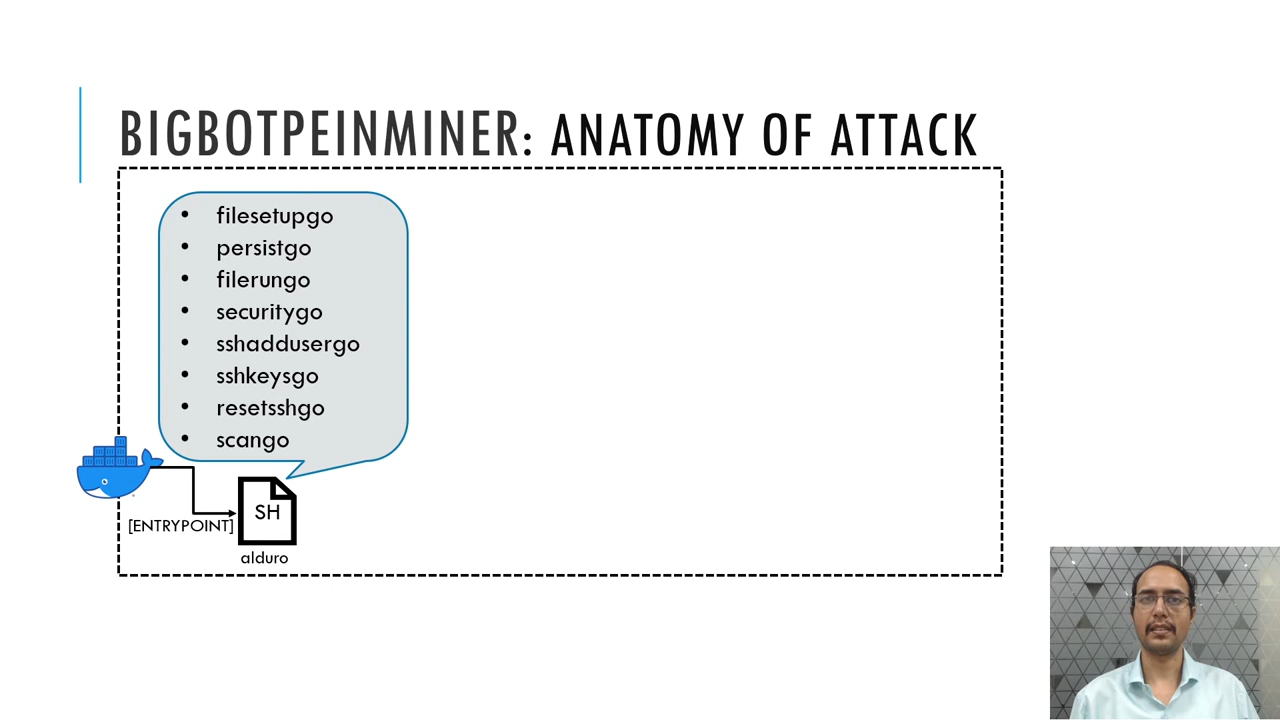 BIGBOTPEINMINER: ANATOMY OF ATTACK
• filesetupgo
• persistgo
• filerungo
• securitygo
• sshaddusergo
• sshkeysgo
• resetsshgo
• scango
[ENTRYPOINT]
SH
alduro